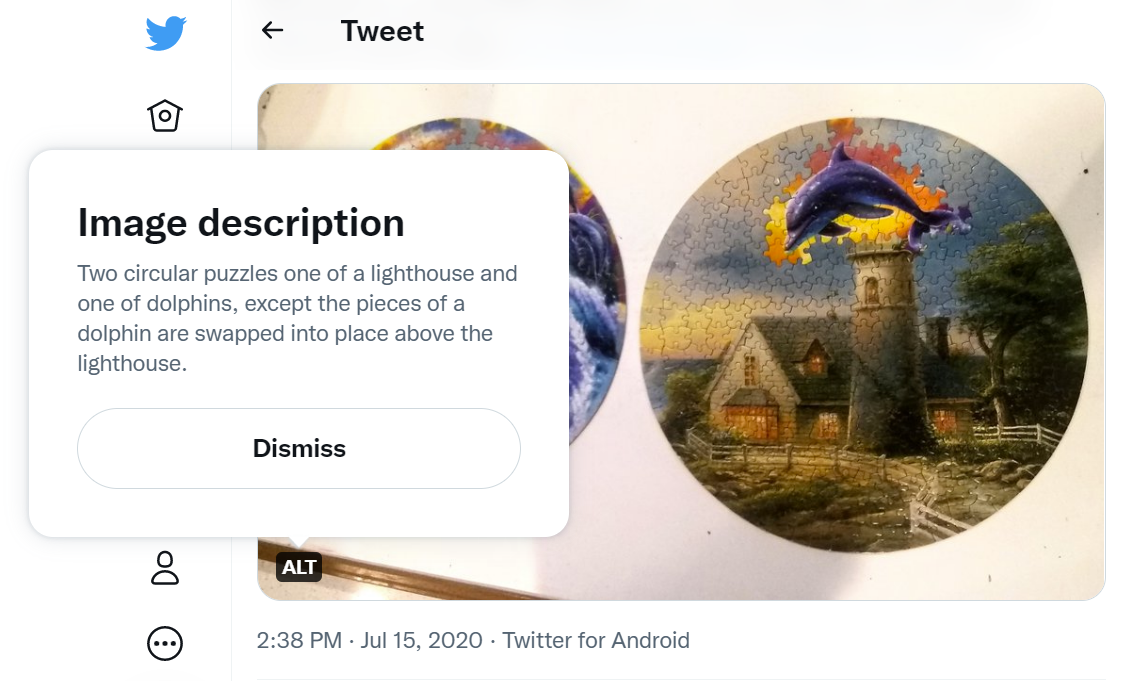 Tweet
Image description
Two circular puzzles one of a lighthouse and
one of dolphins, except the pieces of a
dolphin are swapped into place above the
lighthouse.
Dismiss
ALT
2:38 PM · Jul 15, 2020 · Twitter for Android